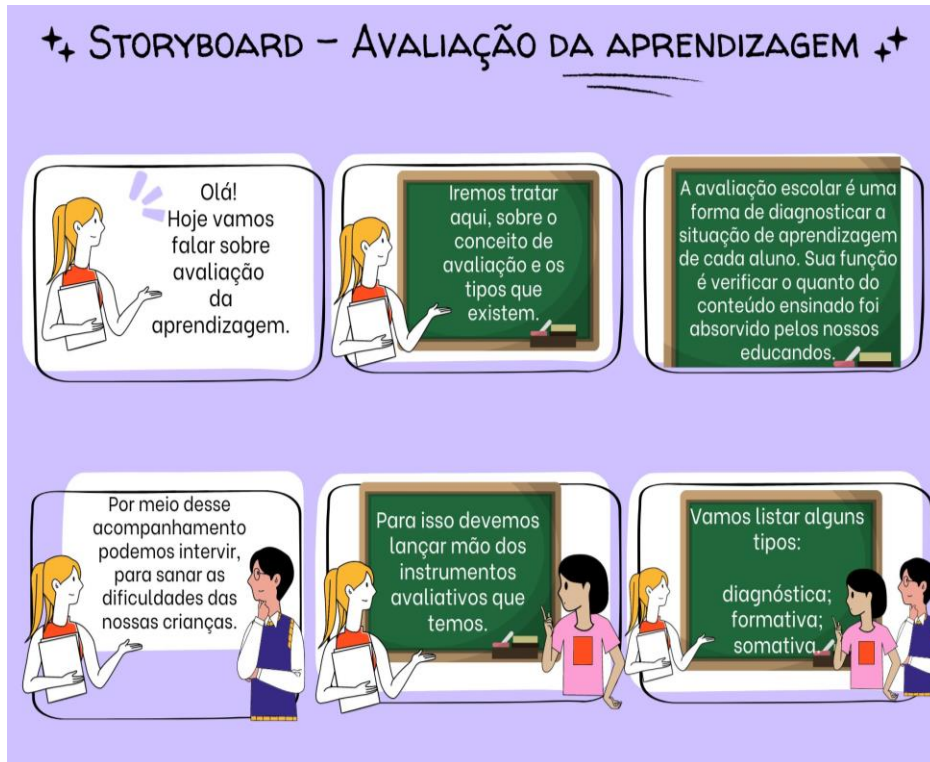 STORYBOARD - AVALIAÇÃO DA APRENDIZAGEM
Olá!
Hoje vamos
falar sobre
avaliação
da
aprendizagem.
Iremos tratar
aqui, sobre o
conceito de
avaliação e os
tipos que
existem.
A avaliação escolar é uma
forma de diagnosticar a
situação de aprendizagem
de cada aluno. Sua função
é verificar o quanto do
conteúdo ensinado foi
absorvido pelos nossos
educandos.
Por meio desse
acompanhamento
podemos intervir,
para sanar as
dificuldades das
nossas crianças.
Para isso devemos
lançar mão dos
instrumentos
avaliativos que
temos.
Vamos listar alguns
tipos:
diagnóstica;
formativa;
somativa.